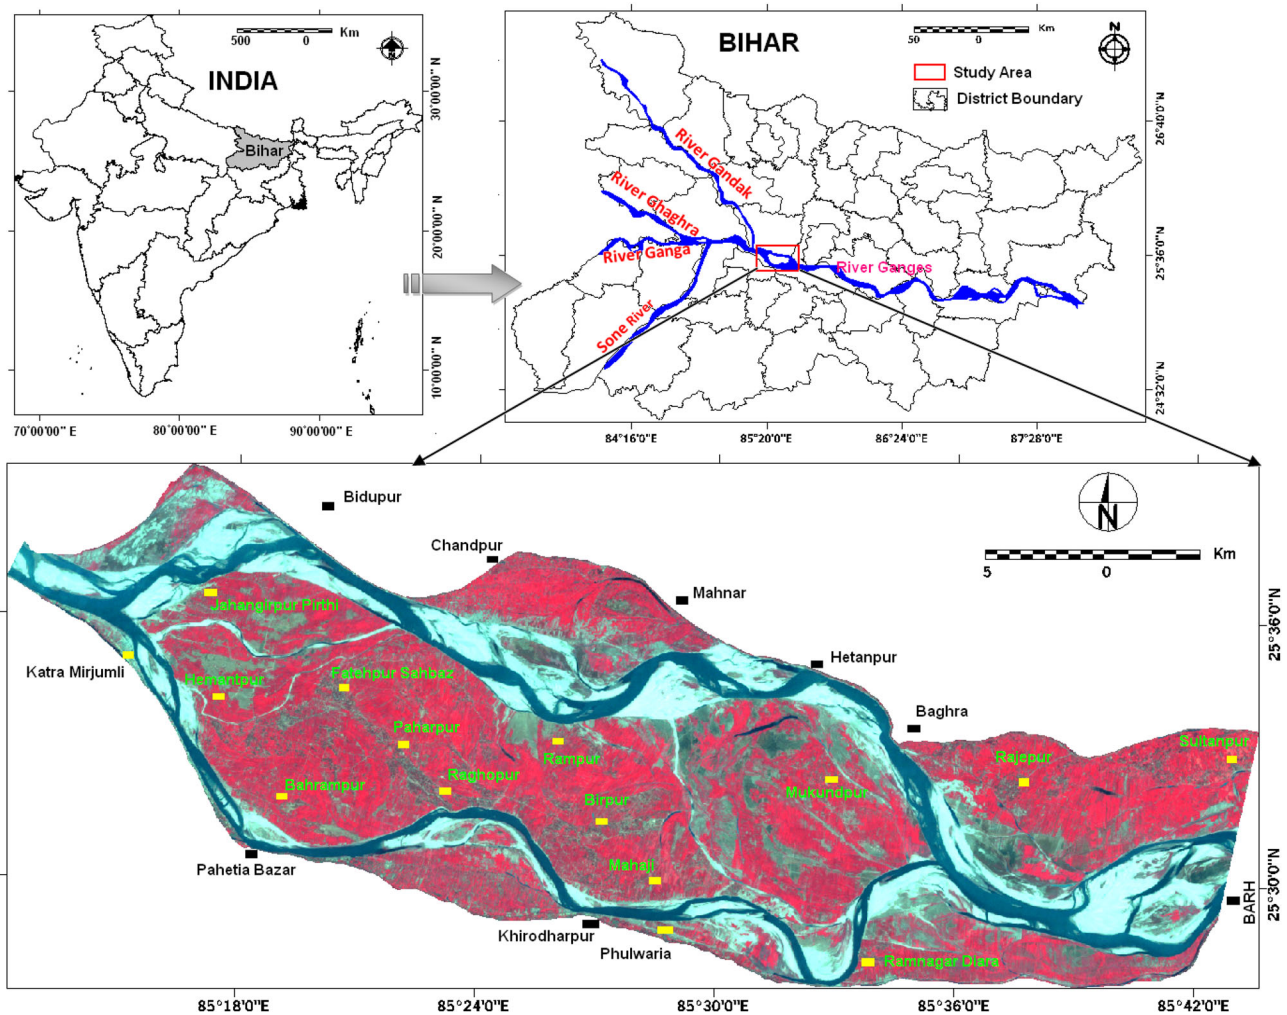 500 0 Km
N
INDIA
Bihar
30°00'00" N
20°00'00" N
10°00'00" N
70°00'00" E
80°00'00" E
90°00'00" E
BIHAR
50 0 Km
N
Study Area
District Boundary
River Gandak
River Ghaghra
River Ganga
River Ganges
Sone River
26°40'0"N
25°36'0"N
24°32'0"N
84°16'0"E
85°20'0"E
86°24'0"E
87°28'0"E
Bidupur
Chandpur
Mahnar
N
5 0 Km
Jahangirpur Pirthi
Katra Mirjumli
Hemantpur
Fatehpur Sahbaz
Hetanpur
Baghra
Paharpur
Rampur
Rajepur
Sultanpur
Bahrampur
Raghopur
Birpur
Mukundpur
Mahaji
Pahetia Bazar
Khirodharpur
Phulwaria
Ramnagar Diara
BARH
25°36'0"N
25°30'0"N
85°18'0"E
85°24'0"E
85°30'0"E
85°36'0"E
85°42'0"E